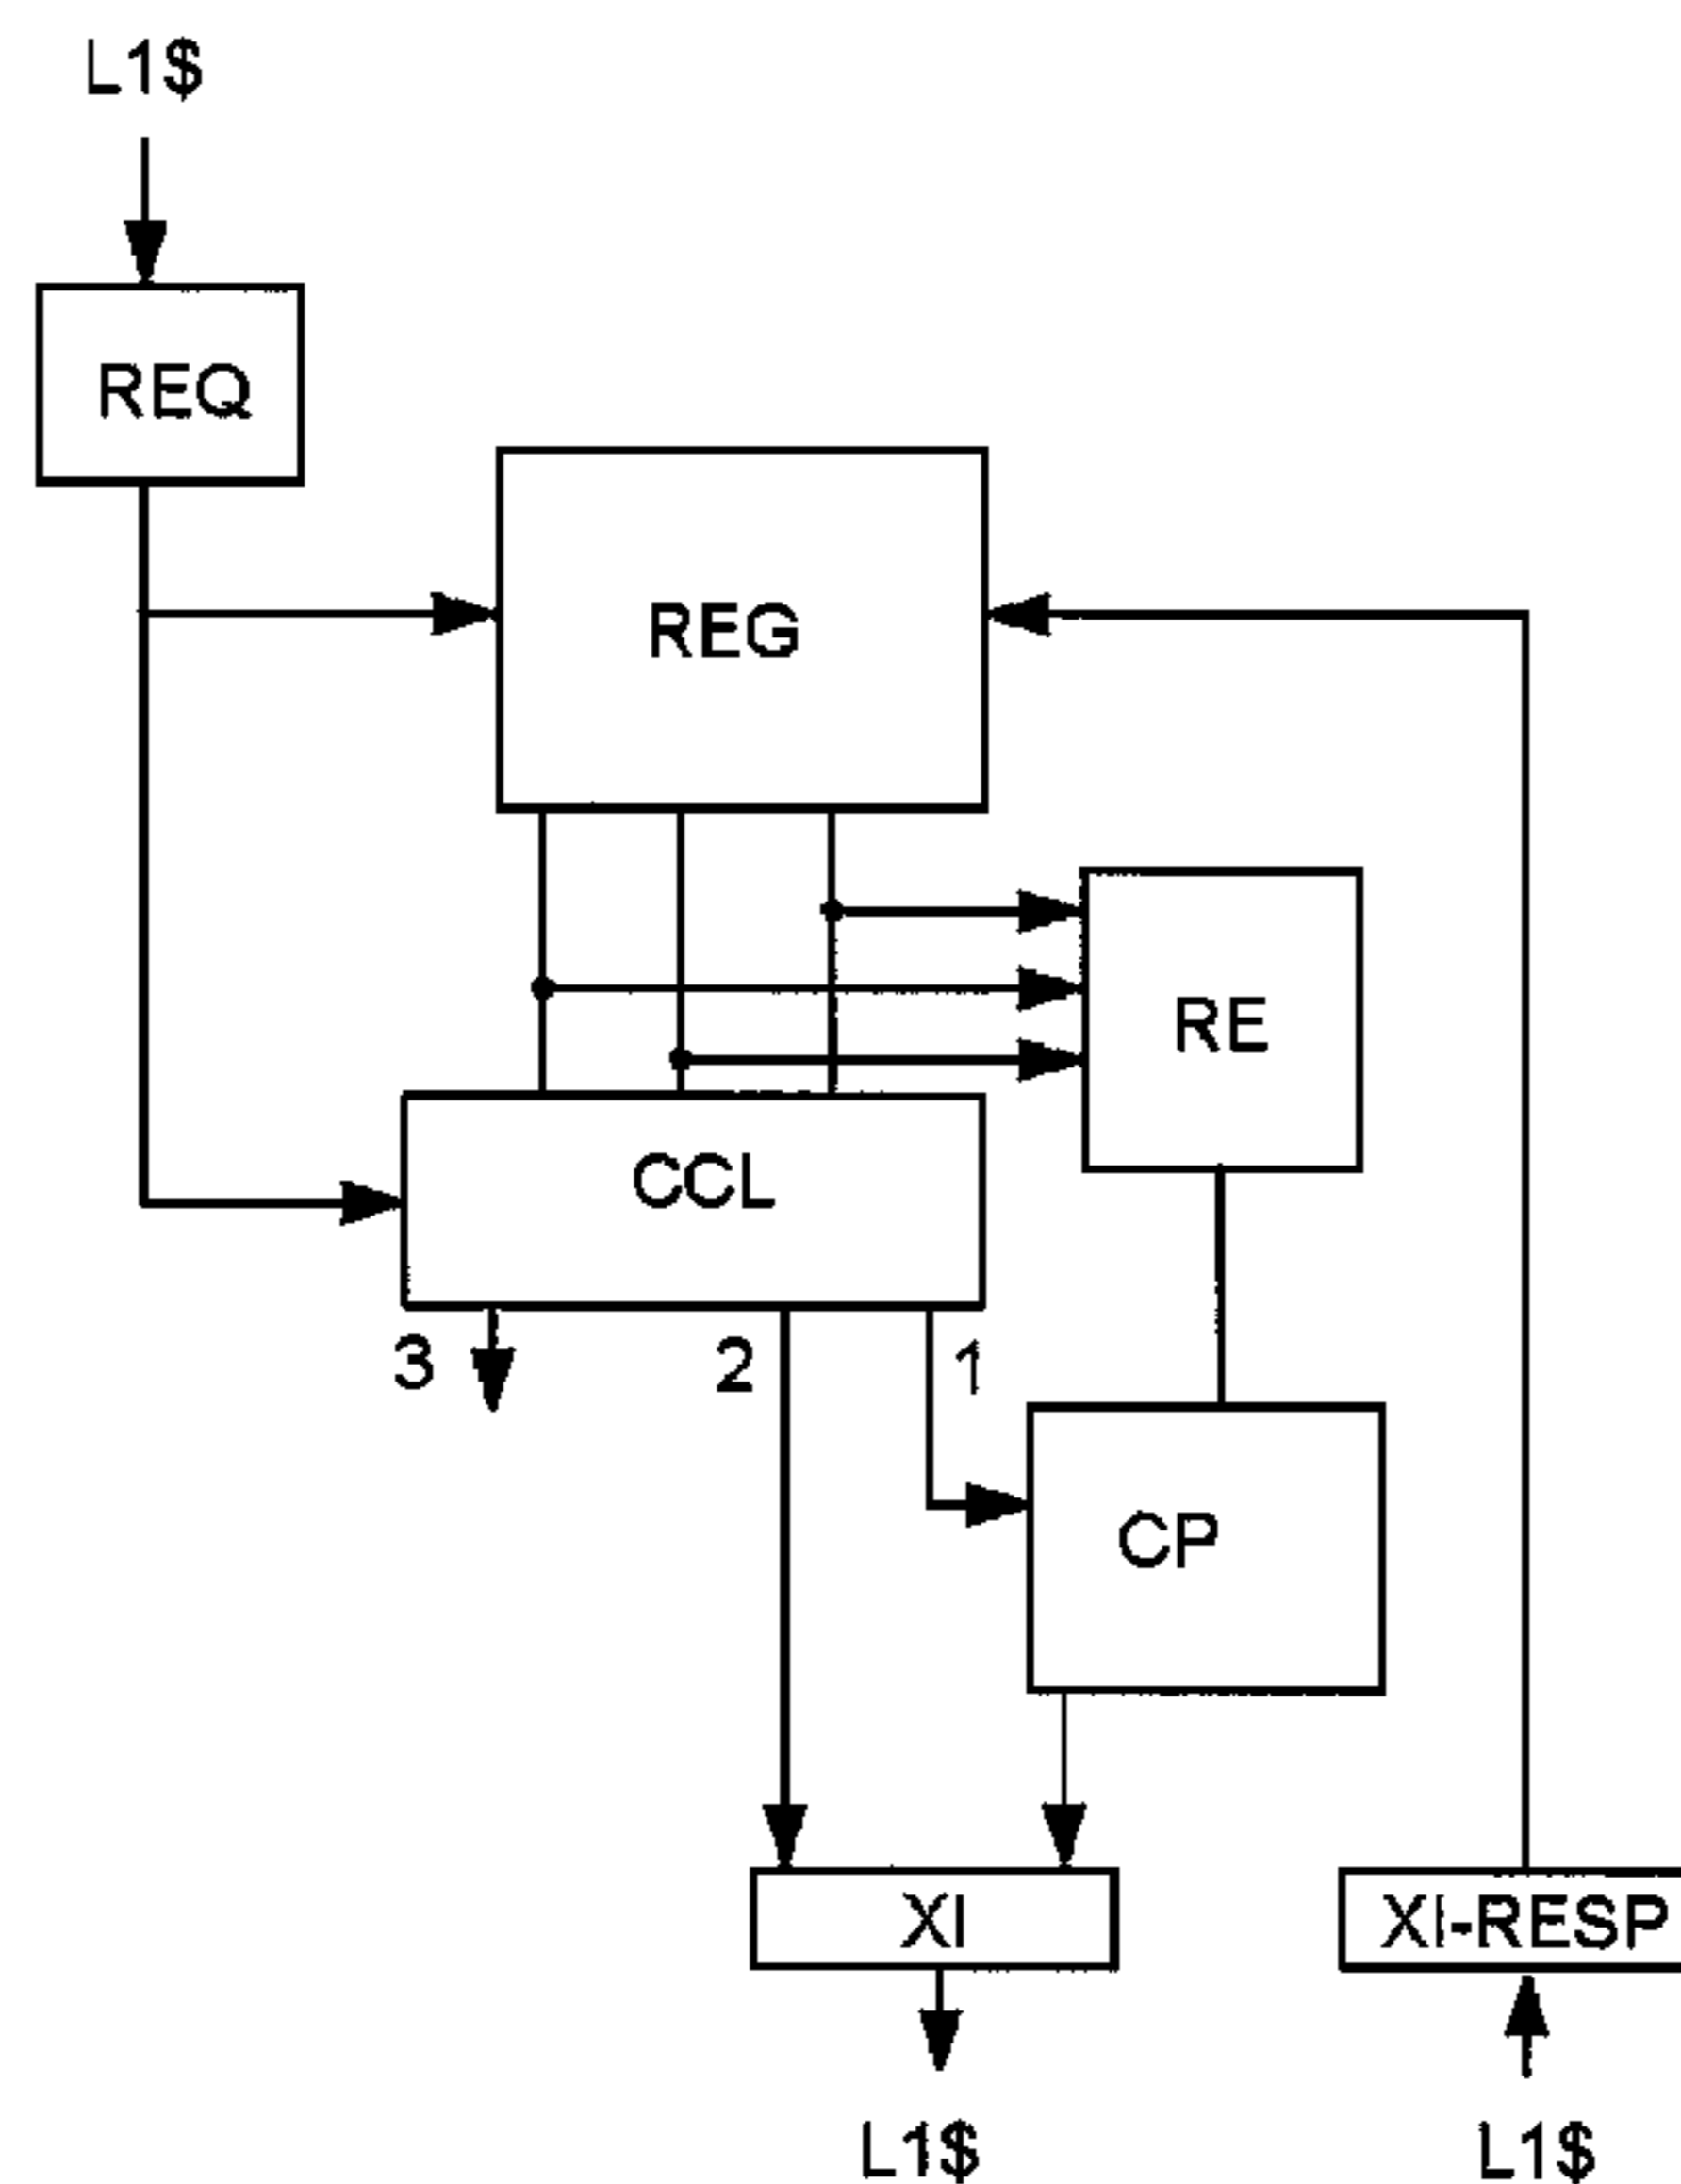 L1$
REQ
REG
RE
CCL
3 2 1
CP
XI XI-RESP
L1$ L1$